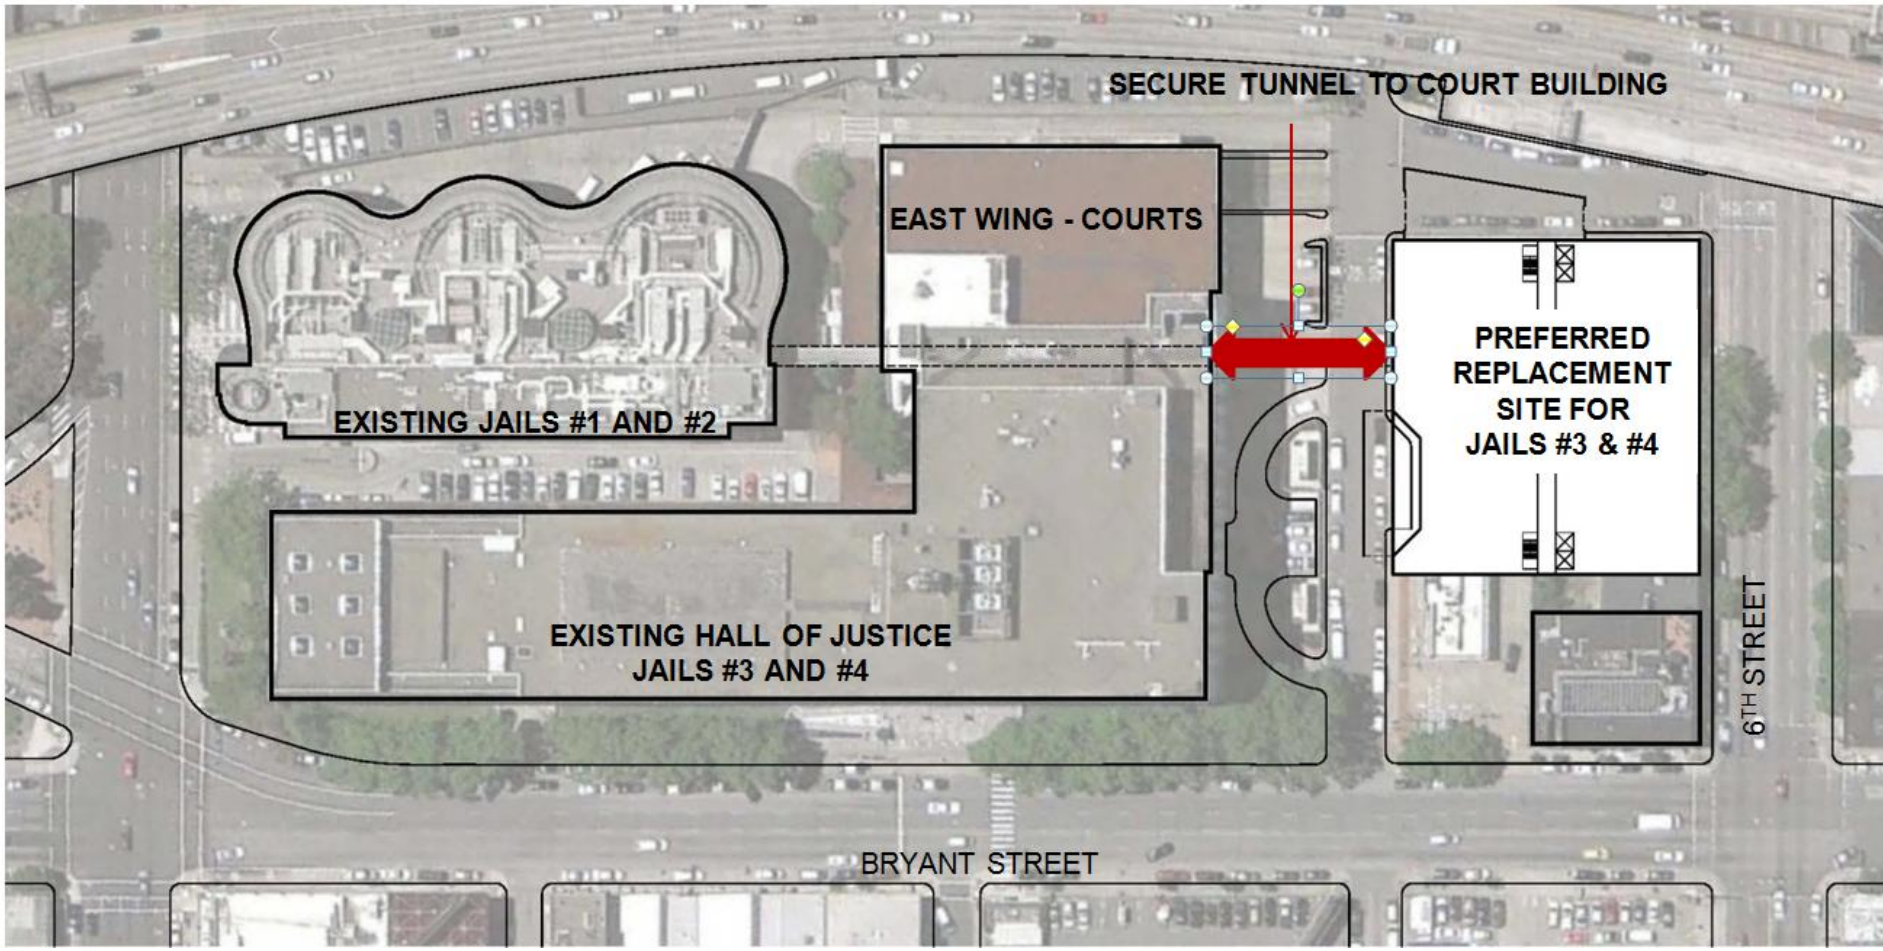 SECURE TUNNEL TO COURT BUILDING
EAST WING - COURTS
PREFERRED
REPLACEMENT
SITE FOR
JAILS #3 & #4
EXISTING JAILS #1 AND #2
EXISTING HALL OF JUSTICE
JAILS #3 AND #4
6TH STREET
BRYANT STREET